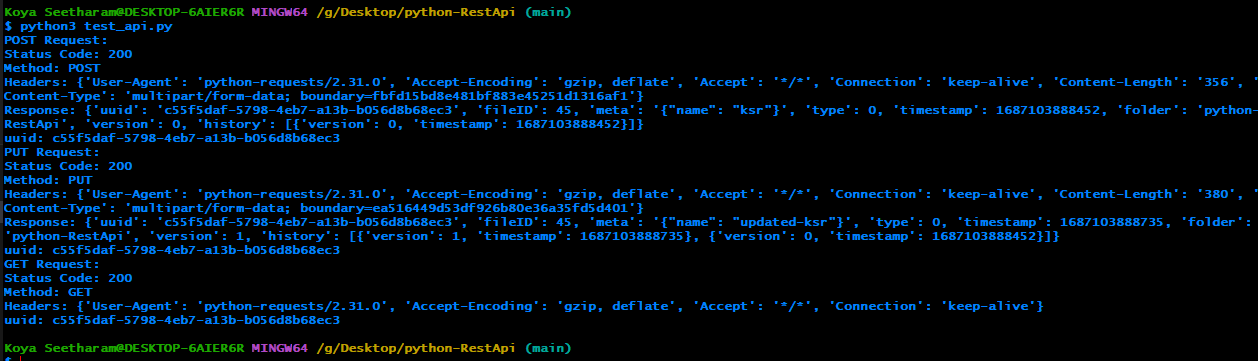 Koya Seetharam@DESKTOP-6AIER6R MINGW64 /g/Desktop/python-RestApi (main)
$ python3 test_api.py
POST Request:
Status Code: 200
Method: POST
Headers: {'User-Agent': 'python-requests/2.31.0', 'Accept-Encoding': 'gzip, deflate', 'Accept': '*/*', 'Connection': 'keep-alive', 'Content-Length': '356', '
Content-Type': 'multipart/form-data; boundary=fbfd15bd8e481bf883e45251d1316af1'}
Response: {'uuid': 'c55f5daf-5798-4eb7-a13b-b056d8b68ec3', 'fileID': 45, 'meta': '{"name": "ksr"}', 'type': 0, 'timestamp': 1687103888452, 'folder': 'python-
RestApi', 'version': 0, 'history': [{'version': 0, 'timestamp': 1687103888452}]}
uuid: c55f5daf-5798-4eb7-a13b-b056d8b68ec3
PUT Request:
Status Code: 200
Method: PUT
Headers: {'User-Agent': 'python-requests/2.31.0', 'Accept-Encoding': 'gzip, deflate', 'Accept': '*/*', 'Connection': 'keep-alive', 'Content-Length': '380', '
Content-Type': 'multipart/form-data; boundary=ea516449d53df926b80e36a35fd5d401'}
Response: {'uuid': 'c55f5daf-5798-4eb7-a13b-b056d8b68ec3', 'fileID': 45, 'meta': '{"name": "updated-ksr"}', 'type': 0, 'timestamp': 1687103888735, 'folder':
'python-RestApi', 'version': 1, 'history': [{'version': 1, 'timestamp': 1687103888735}, {'version': 0, 'timestamp': 1687103888452}]}
uuid: c55f5daf-5798-4eb7-a13b-b056d8b68ec3
GET Request:
Status Code: 200
Method: GET
Headers: {'User-Agent': 'python-requests/2.31.0', 'Accept-Encoding': 'gzip, deflate', 'Accept': '*/*', 'Connection': 'keep-alive'}
uuid: c55f5daf-5798-4eb7-a13b-b056d8b68ec3
Koya Seetharam@DESKTOP-6AIER6R MINGW64 /g/Desktop/python-RestApi (main)
$